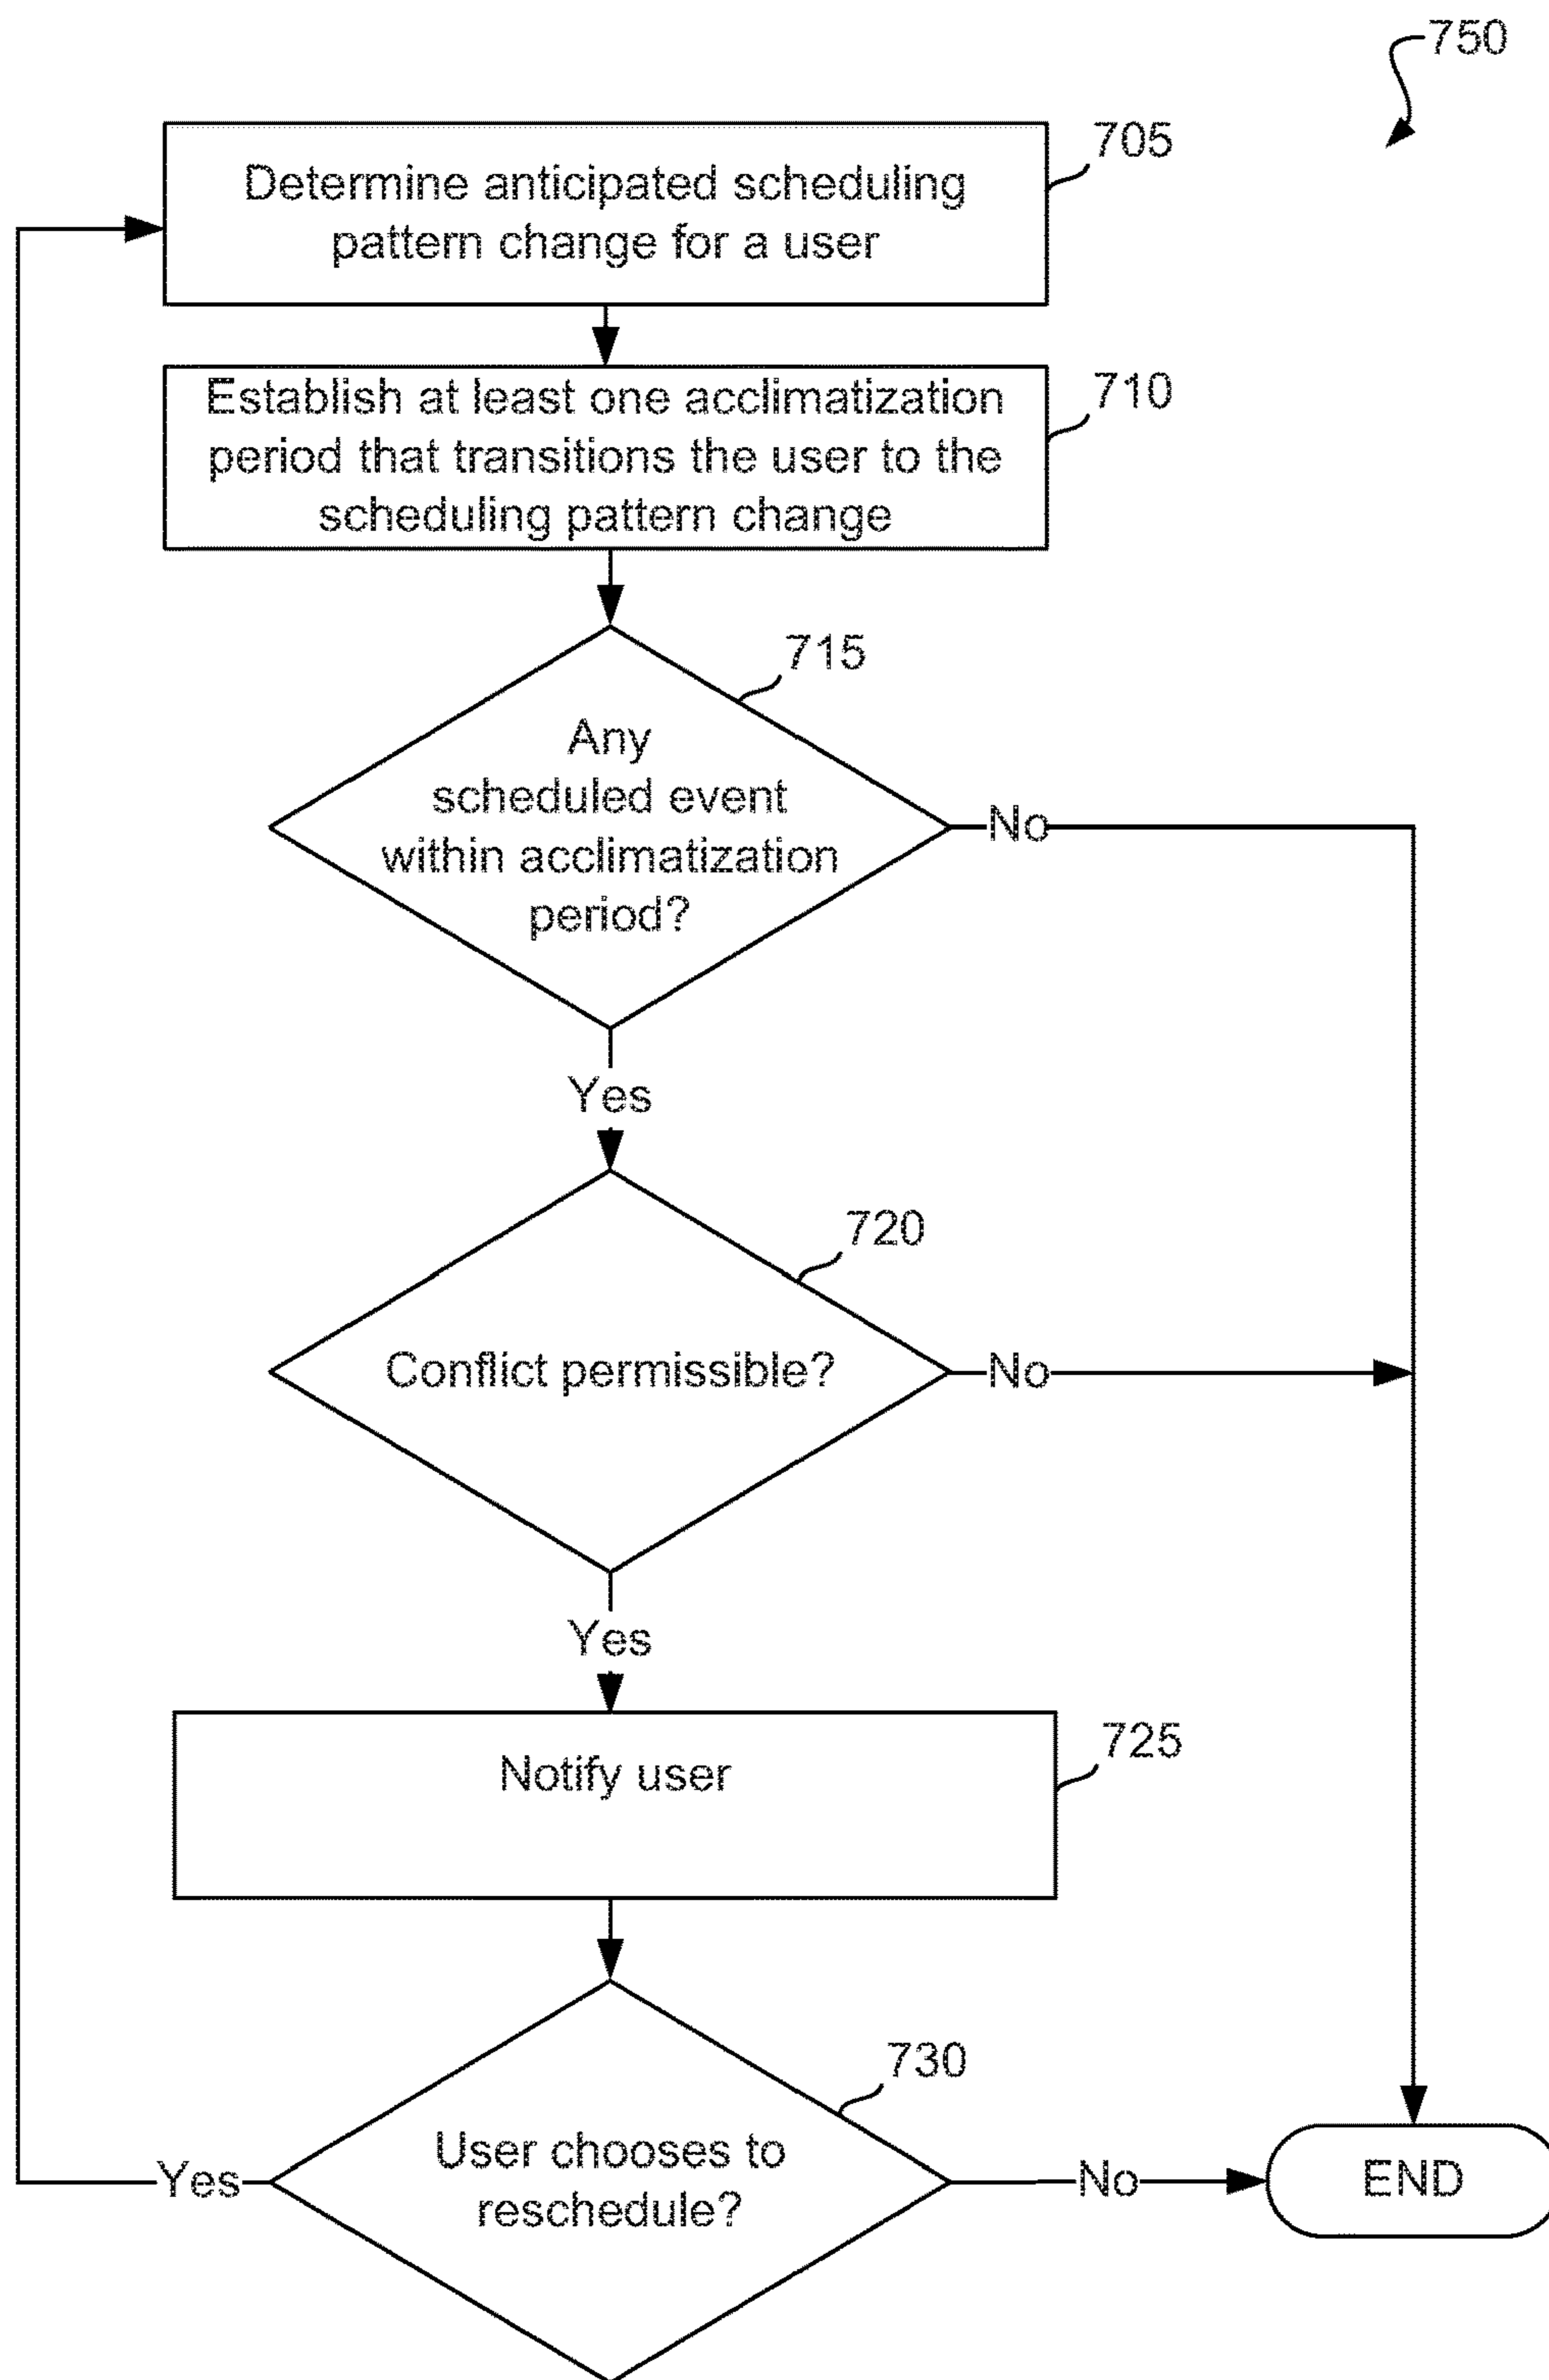 750
705
Determine anticipated scheduling
pattern change for a user
710
Establish at least one acclimatization
period that transitions the user to the
scheduling pattern change
715
Any
scheduled event
within acclimatization
period?
No
Yes
720
Conflict permissible?
No
Yes
725
Notify user
730
User chooses to
reschedule?
Yes
No
END